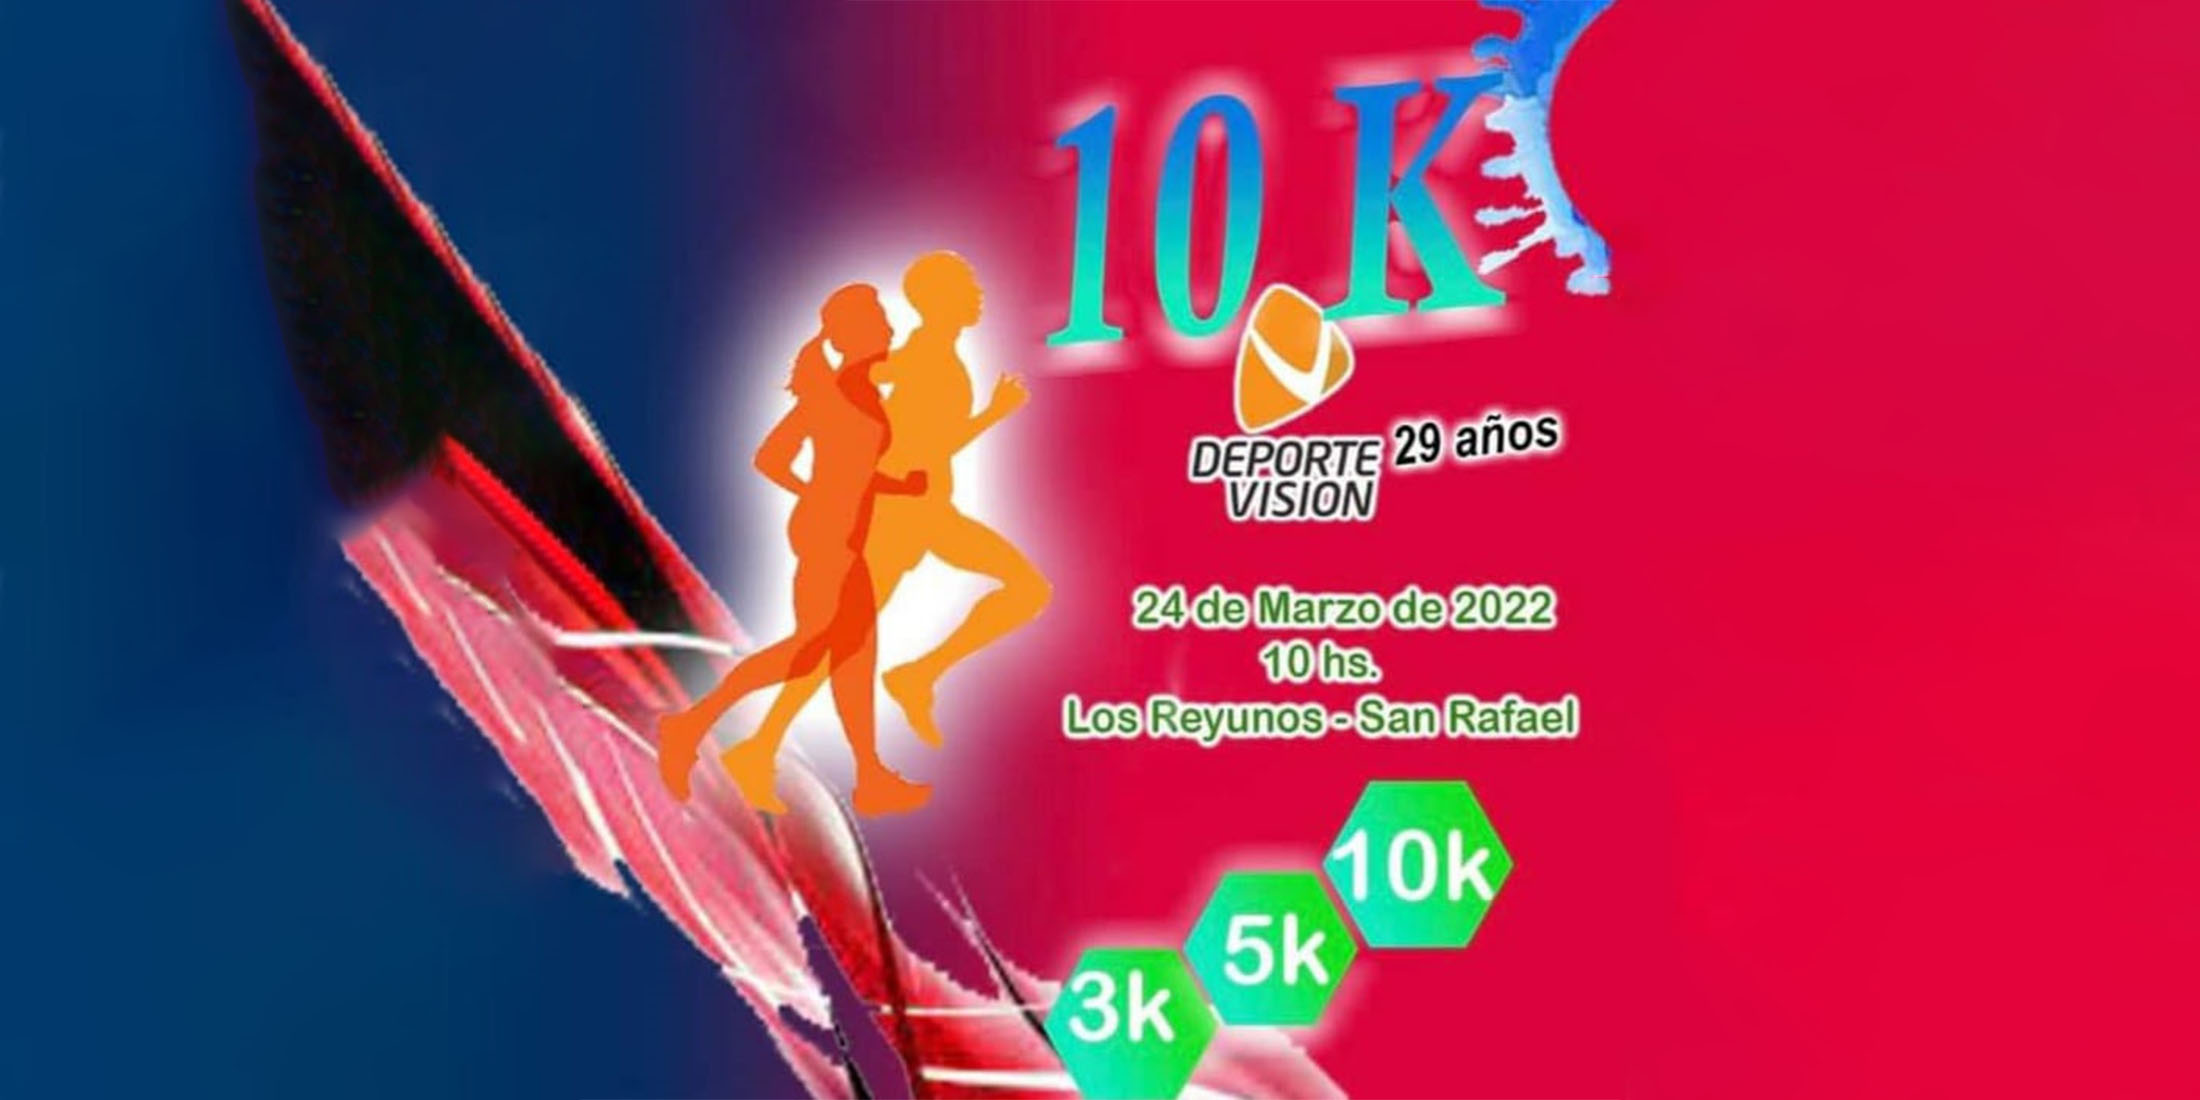 10 K
DEPORTE
VISION
29 años
24 de Marzo de 2022
10 hs.
Los Reyunos - San Rafael
10k
5k
3k